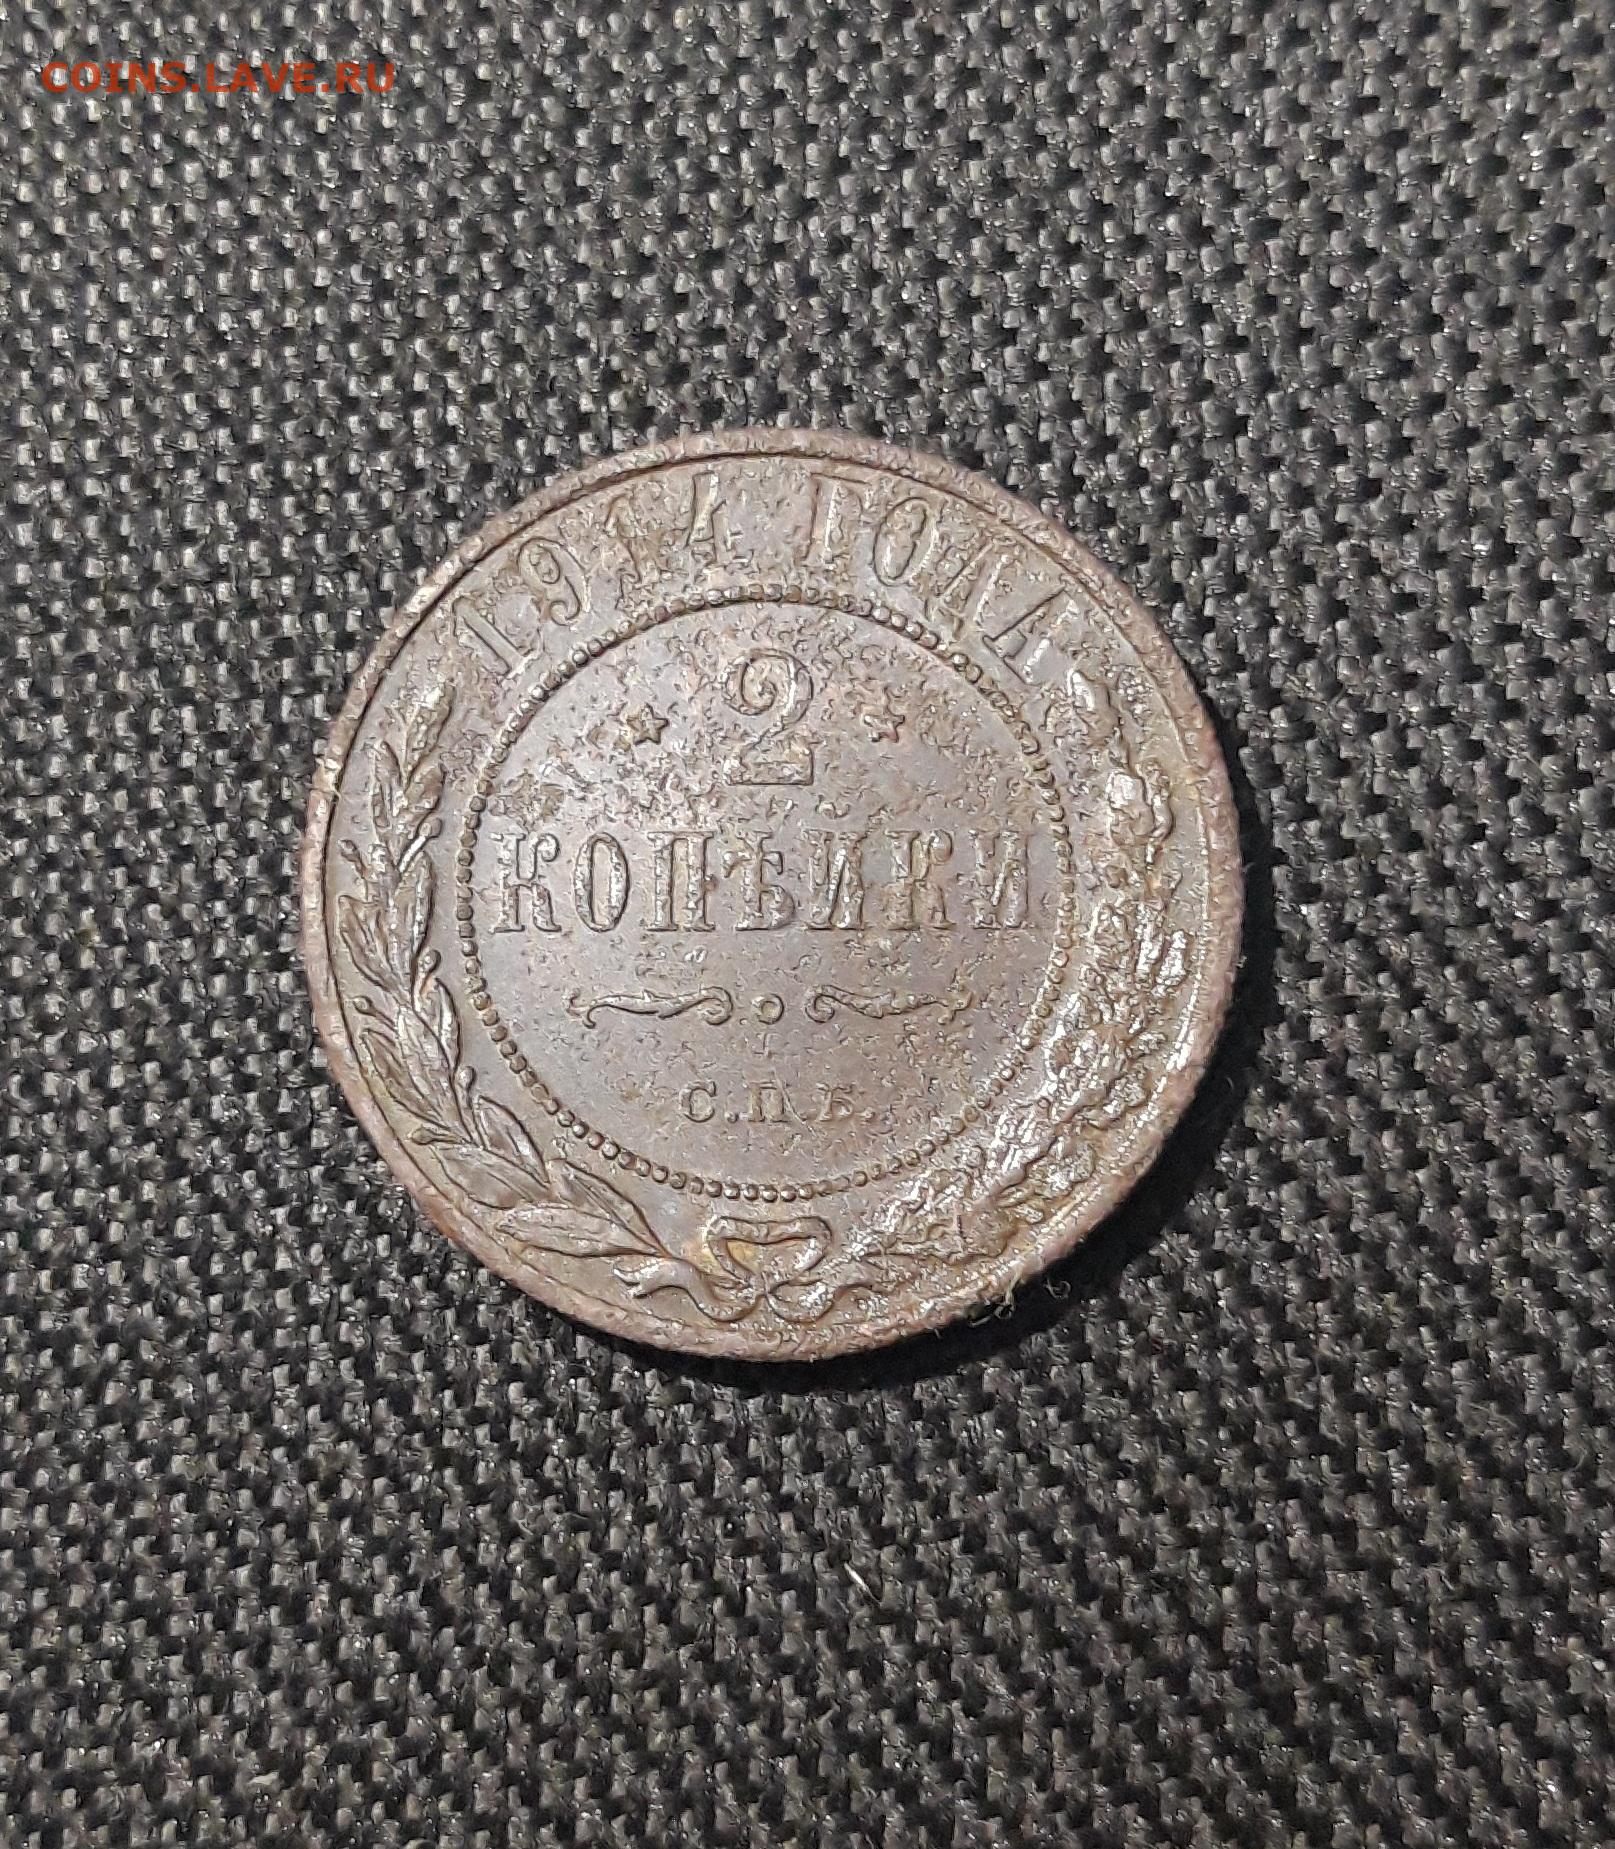 COINS.LAVE.RU
1914 ГОДА
2
КОПѢЙКИ
С.П.Б.